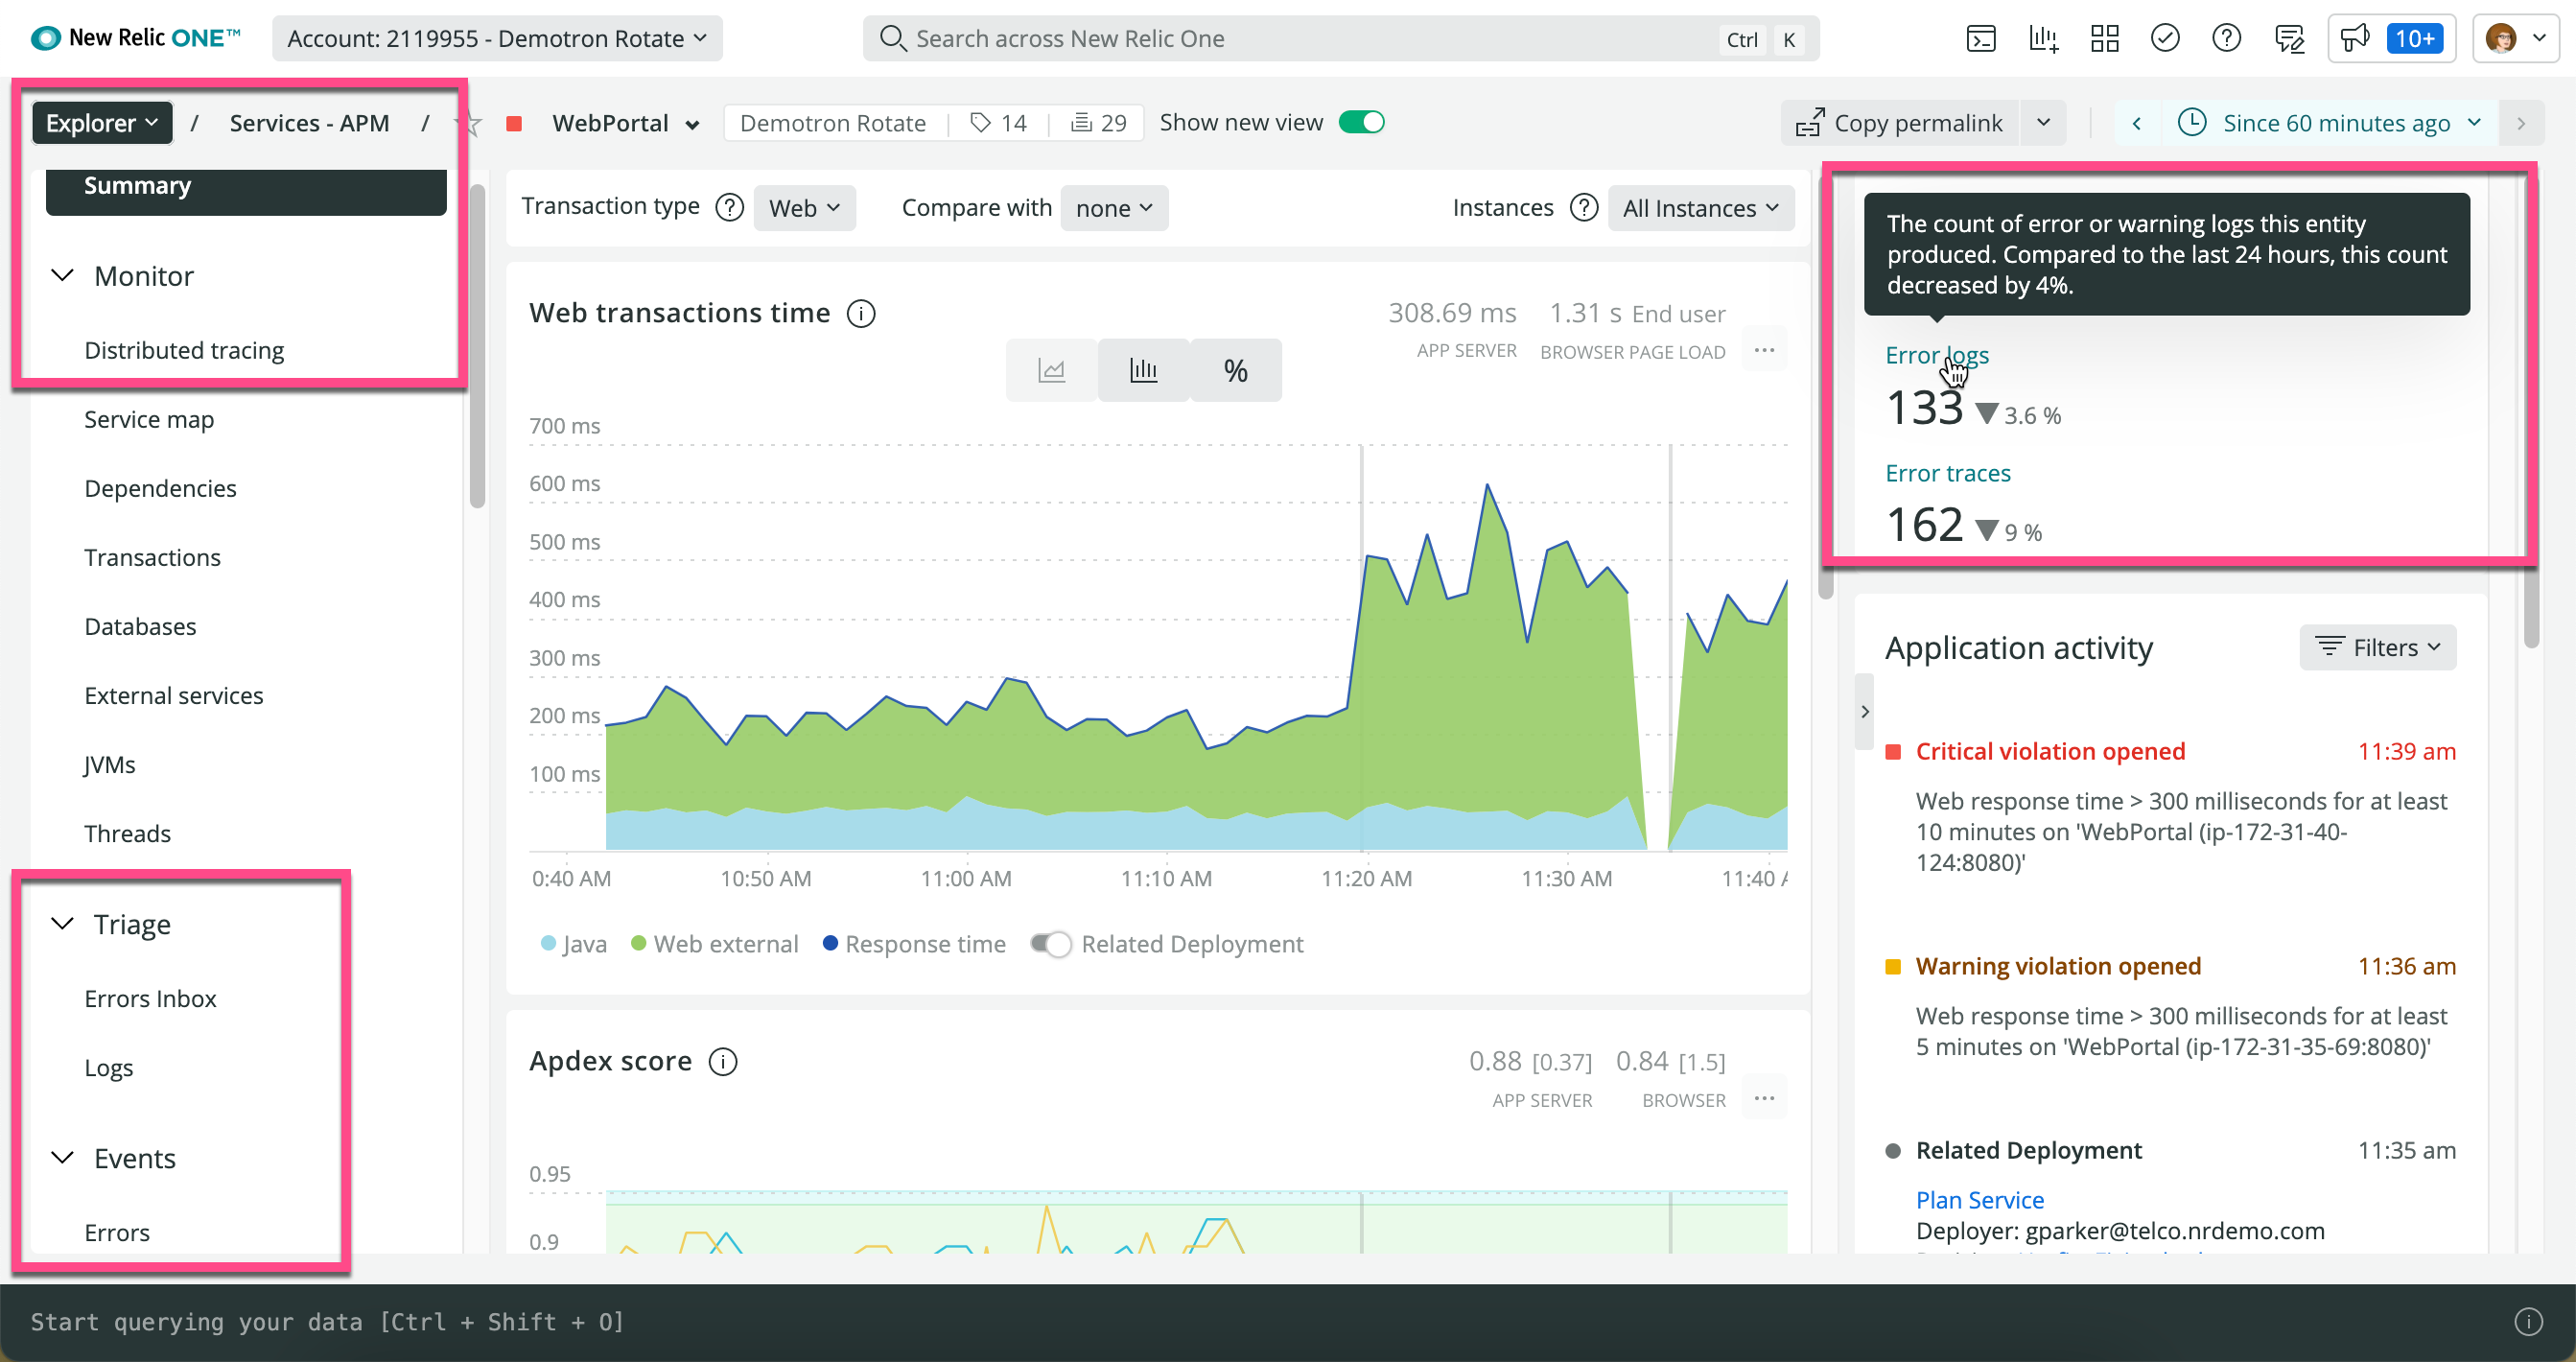 New Relic ONE™
Account: 2119955 - Demotron Rotate
Search across New Relic One
Ctrl K
10+
Explorer / Services - APM / WebPortal
Demotron Rotate 14 29
Show new view
Copy permalink
Since 60 minutes ago
Summary
Monitor
Distributed tracing
Service map
Dependencies
Transactions
Databases
External services
JVMs
Threads
Triage
Errors Inbox
Logs
Events
Errors
Transaction type ? Web
Compare with none
Instances ? All Instances
Web transactions time
308.69 ms 1.31 s End user
APP SERVER BROWSER PAGE LOAD
%
700 ms
600 ms
500 ms
400 ms
300 ms
200 ms
100 ms
0:40 AM 10:50 AM 11:00 AM 11:10 AM 11:20 AM 11:30 AM 11:40
Java Web external Response time Related Deployment
Apdex score
0.88 [0.37] 0.84 [1.5]
APP SERVER BROWSER
0.95
0.9
The count of error or warning logs this entity
produced. Compared to the last 24 hours, this count
decreased by 4%.
Error logs
133 3.6 %
Error traces
162 9 %
Application activity
Filters
Critical violation opened 11:39 am
Web response time > 300 milliseconds for at least
10 minutes on 'WebPortal (ip-172-31-40-
124:8080)'
Warning violation opened 11:36 am
Web response time > 300 milliseconds for at least
5 minutes on 'WebPortal (ip-172-31-35-69:8080)'
Related Deployment 11:35 am
Plan Service
Deployer: gparker@telco.nrdemo.com
Start querying your data [Ctrl + Shift + O]